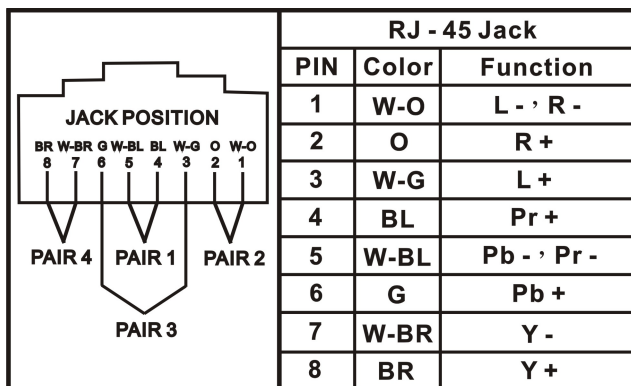 JACK POSITION
BR W-BR G W-BL BL W-G O W-O
8 7 6 5 4 3 2 1
PAIR 4 PAIR 1 PAIR 2
PAIR 3
RJ - 45 Jack
PIN Color Function
1 W-O L - , R -
2 O R +
3 W-G L +
4 BL Pr +
5 W-BL Pb - , Pr -
6 G Pb +
7 W-BR Y -
8 BR Y +